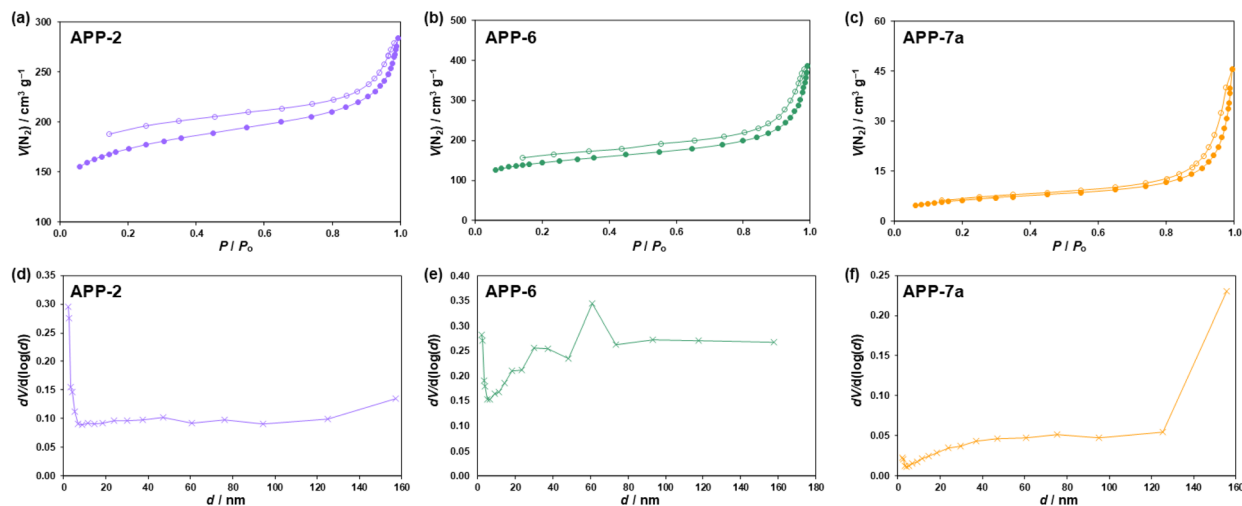 (a)
APP-2
V(N₂) / cm³ g⁻¹
300
250
200
150
100
0.0 0.2 0.4 0.6 0.8 1.0
P / P₀
(b)
APP-6
V(N₂) / cm³ g⁻¹
500
400
300
200
100
0
0.0 0.2 0.4 0.6 0.8 1.0
P / P₀
(c)
APP-7a
V(N₂) / cm³ g⁻¹
60
45
30
15
0
0.0 0.2 0.4 0.6 0.8 1.0
P / P₀
(d)
APP-2
dV/d(log(d))
0.35
0.30
0.25
0.20
0.15
0.10
0.05
0.00
0 20 40 60 80 100 120 140 160
d / nm
(e)
APP-6
dV/d(log(d))
0.40
0.35
0.30
0.25
0.20
0.15
0.10
0.05
0.00
0 20 40 60 80 100 120 140 160 180
d / nm
(f)
APP-7a
dV/d(log(d))
0.25
0.20
0.15
0.10
0.05
0.00
0 20 40 60 80 100 120 140 160
d / nm